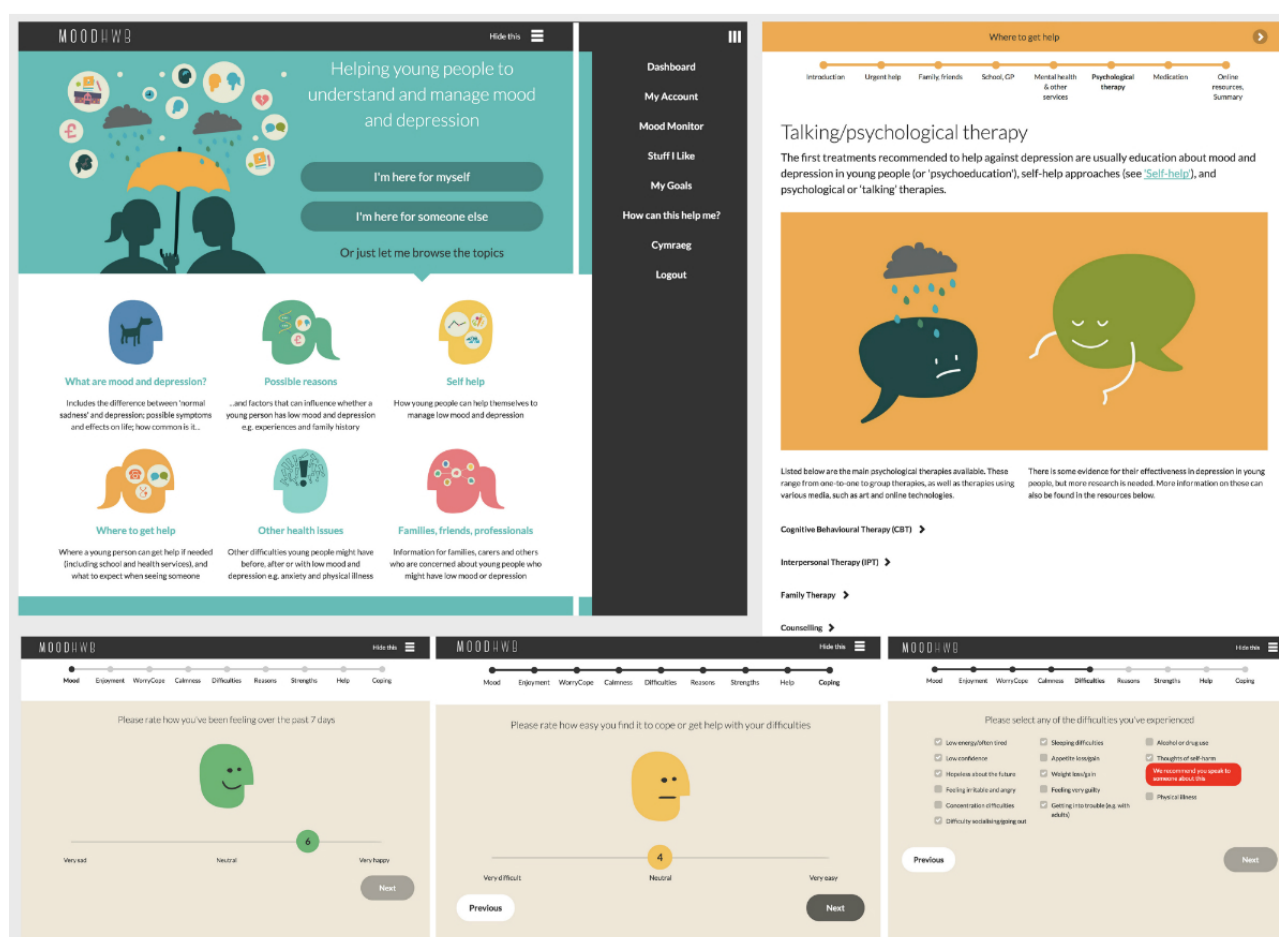 MOODHWB
Hide this
Helping young people to
understand and manage mood
and depression
I'm here for myself
I'm here for someone else
Or just let me browse the topics
What are mood and depression?
Includes the difference between 'normal
sadness' and depression; possible symptoms
and effects on life; how common is it...
Possible reasons
...and factors that can influence whether a
young person has low mood and depression
e.g. experiences and family history
Self help
How young people can help themselves to
manage low mood and depression
Where to get help
Where a young person can get help if needed
(including school and health services), and
what to expect when seeing someone
Other health issues
Other difficulties young people might have
before, after or with low mood and
depression e.g. anxiety and physical illness
Families, friends, professionals
Information for families, carers and others
who are concerned about young people who
might have low mood or depression
Dashboard
My Account
Mood Monitor
Stuff I Like
My Goals
How can this help me?
Cymraeg
Logout
Where to get help
Introduction
Urgent help
Family, friends
School, GP
Mental health
& other
services
Psychological
therapy
Medication
Online
resources,
Summary
Talking/psychological therapy
The first treatments recommended to help against depression are usually education about mood and
depression in young people (or 'psychoeducation'), self-help approaches (see 'Self-help'), and
psychological or 'talking' therapies.
Listed below are the main psychological therapies available. These
range from one-to-one to group therapies, as well as therapies using
various media, such as art and online technologies.
There is some evidence for their effectiveness in depression in young
people, but more research is needed. More information on these can
also be found in the resources below.
Cognitive Behavioural Therapy (CBT)
Interpersonal Therapy (IPT)
Family Therapy
Counselling
MOODHWB
Hide this
Mood Enjoyment WorryCope Calmness Difficulties Reasons Strengths Help Coping
Please rate how you've been feeling over the past 7 days
6
Very sad Neutral Very happy
Next
MOODHWB
Hide this
Mood Enjoyment WorryCope Calmness Difficulties Reasons Strengths Help Coping
Please rate how easy you find it to cope or get help with your difficulties
4
Very difficult Neutral Very easy
Previous
Next
MOODHWB
Hide this
Mood Enjoyment WorryCope Calmness Difficulties Reasons Strengths Help Coping
Please select any of the difficulties you've experienced
Low energy/often tired
Low confidence
Hopeless about the future
Feeling irritable and angry
Concentration difficulties
Difficulty socialising/going out
Sleeping difficulties
Appetite loss/gain
Weight loss/gain
Feeling very guilty
Getting into trouble (e.g. with
adults)
Alcohol or drug use
Thoughts of self-harm
We recommend you speak to
someone about this
Physical illness
Previous
Next